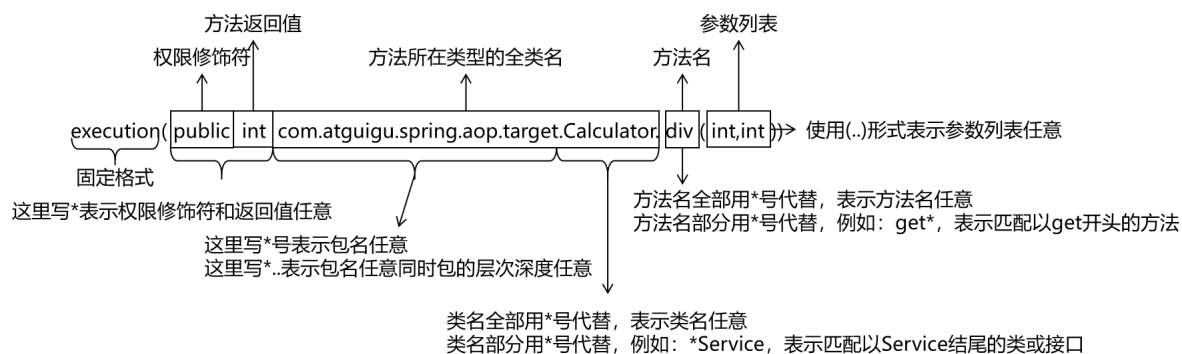 方法返回值
参数列表
权限修饰符
方法所在类型的全类名
方法名
execution( public int com.atguigu.spring.aop.target.Calculator. div ( int,int ))
使用(..)形式表示参数列表任意
固定格式
这里写*表示权限修饰符和返回值任意
方法名全部用*号代替，表示方法名任意
方法名部分用*号代替，例如：get*，表示匹配以get开头的方法
这里写*号表示包名任意
这里写*..表示包名任意同时包的层次深度任意
类名全部用*号代替，表示类名任意
类名部分用*号代替，例如：*Service，表示匹配以Service结尾的类或接口